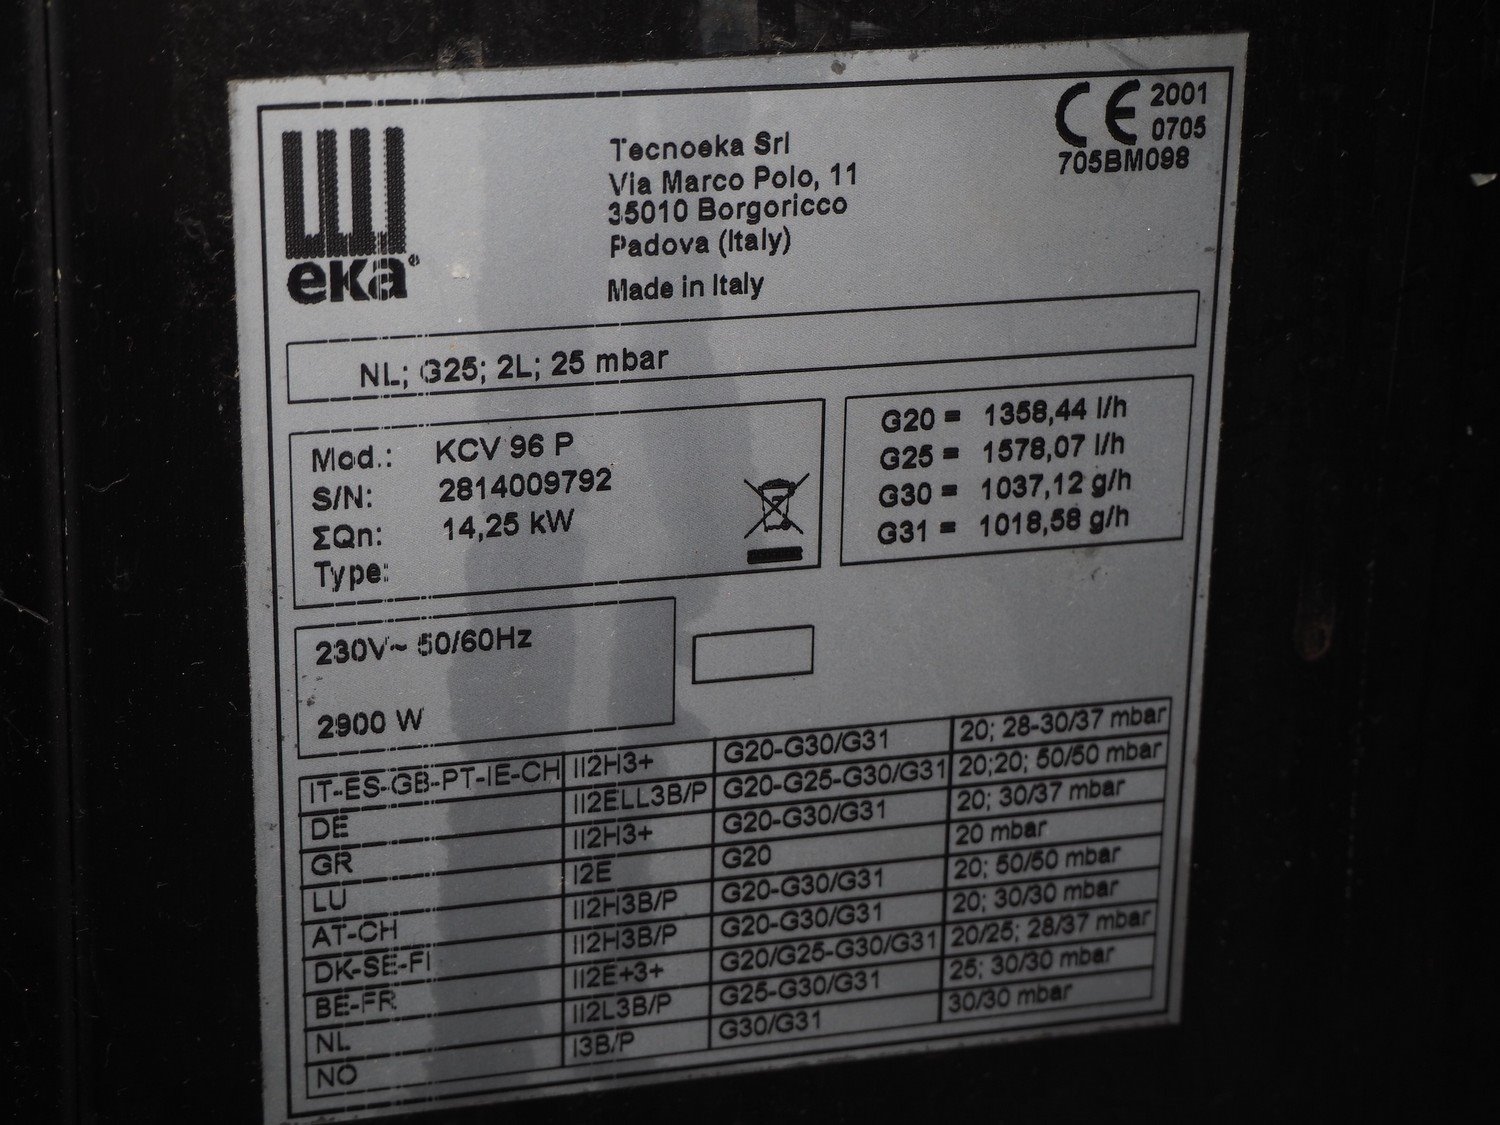 eka®
Tecnoeka Srl
Via Marco Polo, 11
35010 Borgoricco
Padova (Italy)
Made in Italy
CE 2001
0705
705BM098
NL; G25; 2L; 25 mbar
Mod.: KCV 96 P
S/N: 2814009792
ΣQn: 14,25 kW
Type:
G20 = 1358,44 l/h
G25 = 1578,07 l/h
G30 = 1037,12 g/h
G31 = 1018,58 g/h
230V~ 50/60Hz
2900 W
IT-ES-GB-PT-IE-CH II2H3+ G20-G30/G31 20; 28-30/37 mbar
DE II2ELL3B/P G20-G25-G30/G31 20;20; 50/50 mbar
GR II2H3+ G20-G30/G31 20; 30/37 mbar
LU I2E G20 20 mbar
AT-CH II2H3B/P G20-G30/G31 20; 50/50 mbar
DK-SE-FI II2H3B/P G20-G30/G31 20; 30/30 mbar
BE-FR II2E+3+ G20/G25-G30/G31 20/25; 28/37 mbar
NL II2L3B/P G25-G30/G31 25; 30/30 mbar
NO I3B/P G30/G31 30/30 mbar